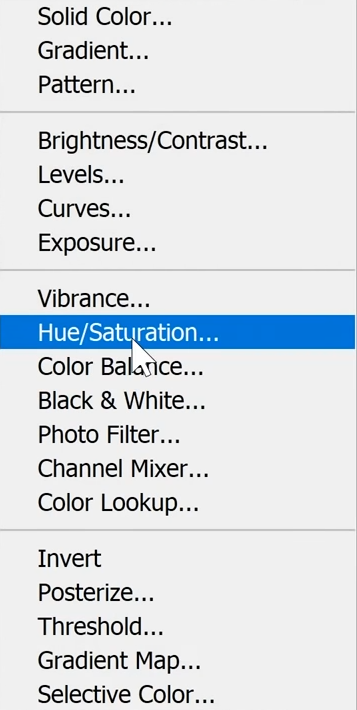 Solid Color...
Gradient...
Pattern...
Brightness/Contrast...
Levels...
Curves...
Exposure...
Vibrance...
Hue/Saturation...
Color Balance...
Black & White...
Photo Filter...
Channel Mixer...
Color Lookup...
Invert
Posterize...
Threshold...
Gradient Map...
Selective Color...